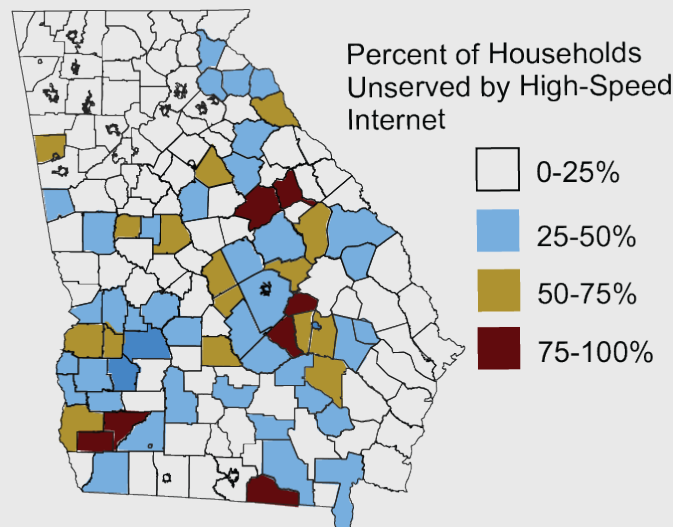 Percent of Households
Unserved by High-Speed
Internet
0-25%
25-50%
50-75%
75-100%